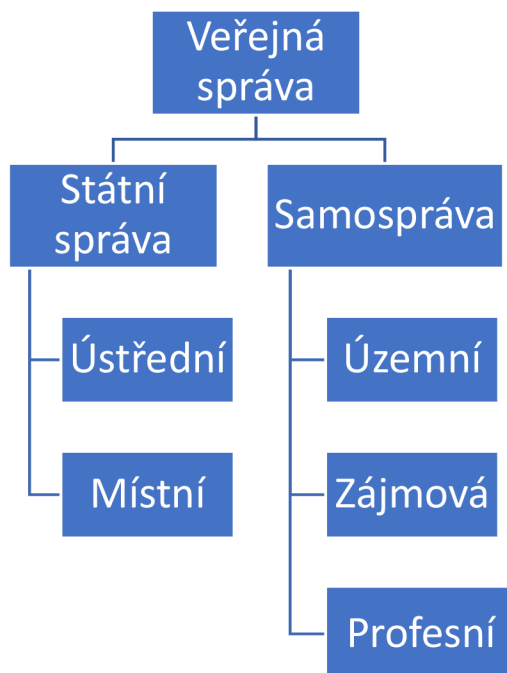 Veřejná
správa
Státní
správa
Samospráva
Ústřední
Územní
Místní
Zájmová
Profesní